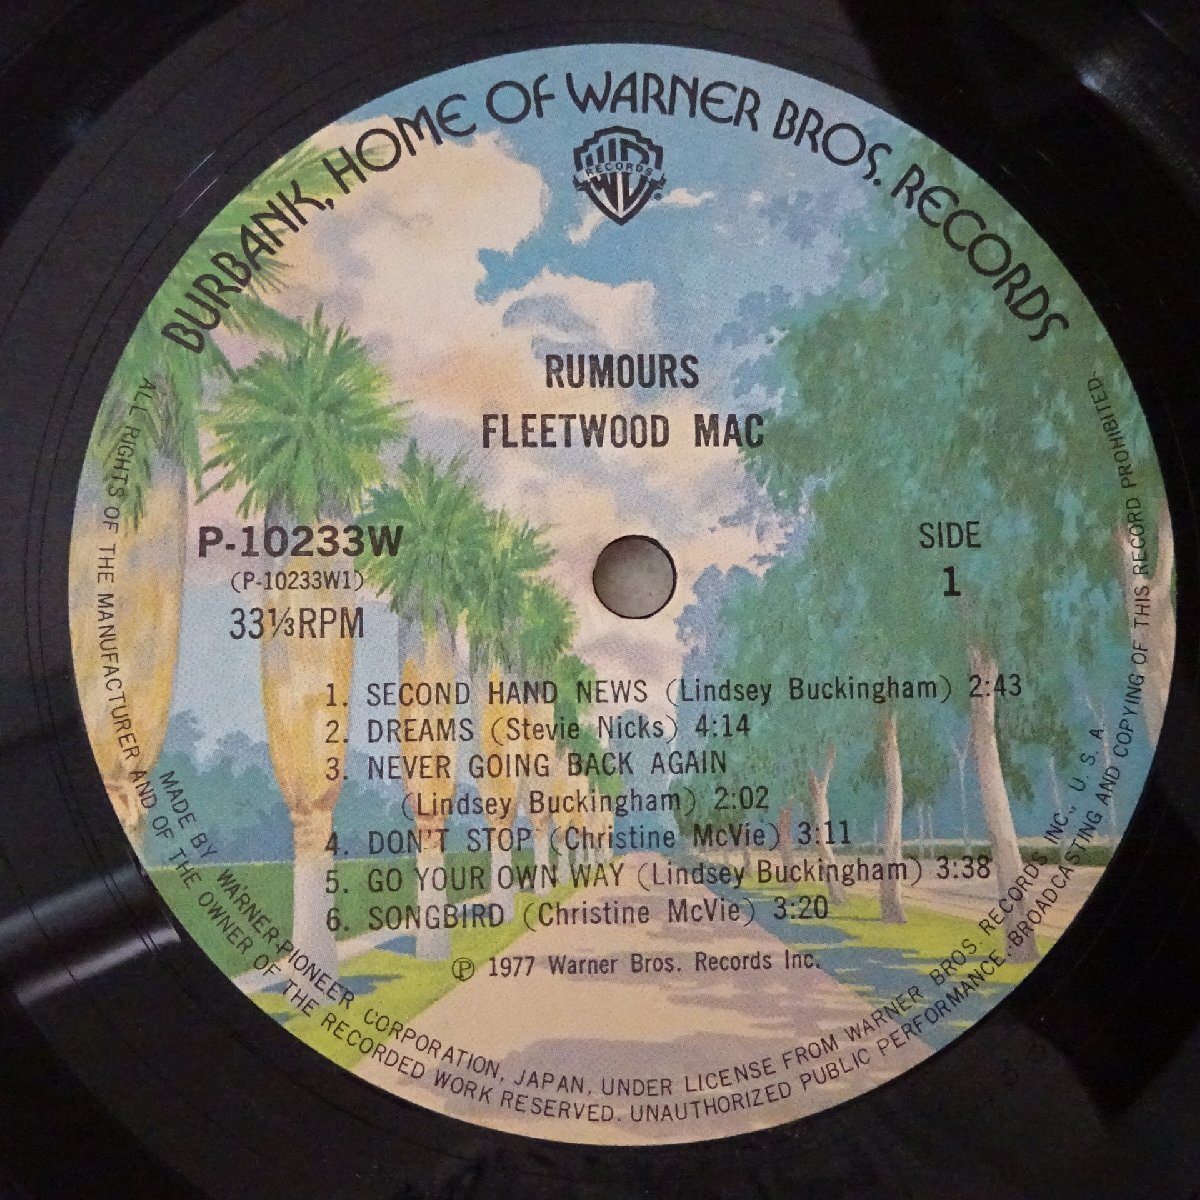 BURBANK, HOME OF WARNER BROS. RECORDS
WB
RECORDS
®
RUMOURS
FLEETWOOD MAC
P-10233W
(P-10233W1)
33⅓RPM
SIDE
1
1. SECOND HAND NEWS (Lindsey Buckingham) 2:43
2. DREAMS (Stevie Nicks) 4:14
3. NEVER GOING BACK AGAIN
(Lindsey Buckingham) 2:02
4. DON'T STOP (Christine McVie) 3:11
5. GO YOUR OWN WAY (Lindsey Buckingham) 3:38
6. SONGBIRD (Christine McVie) 3:20
Ⓟ 1977 Warner Bros. Records Inc.
MADE BY WARNER-PIONEER CORPORATION, JAPAN, UNDER LICENSE FROM WARNER BROS. RECORDS INC., U. S. A
ALL RIGHTS OF THE MANUFACTURER AND OF THE OWNER OF THE RECORDED WORK RESERVED. UNAUTHORIZED PUBLIC PERFORMANCE. BROADCASTING AND COPYING OF THIS RECORD PROHIBITED.